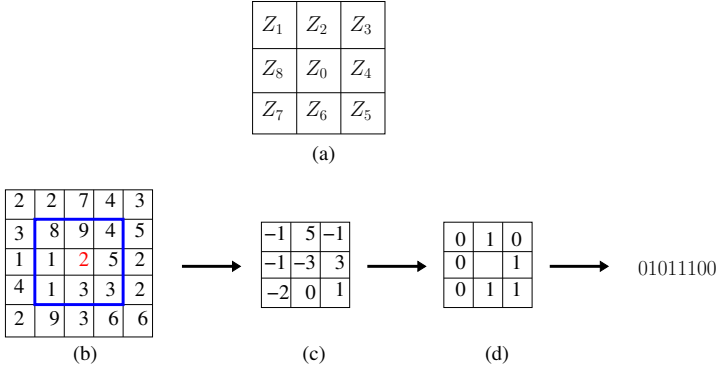 Z1 Z2 Z3
Z8 Z0 Z4
Z7 Z6 Z5
(a)
2 2 7 4 3
3 8 9 4 5
1 1 2 5 2
4 1 3 3 2
2 9 3 6 6
(b)
−1 5 −1
−1 −3 3
−2 0 1
(c)
0 1 0
0 1
0 1 1
(d)
01011100